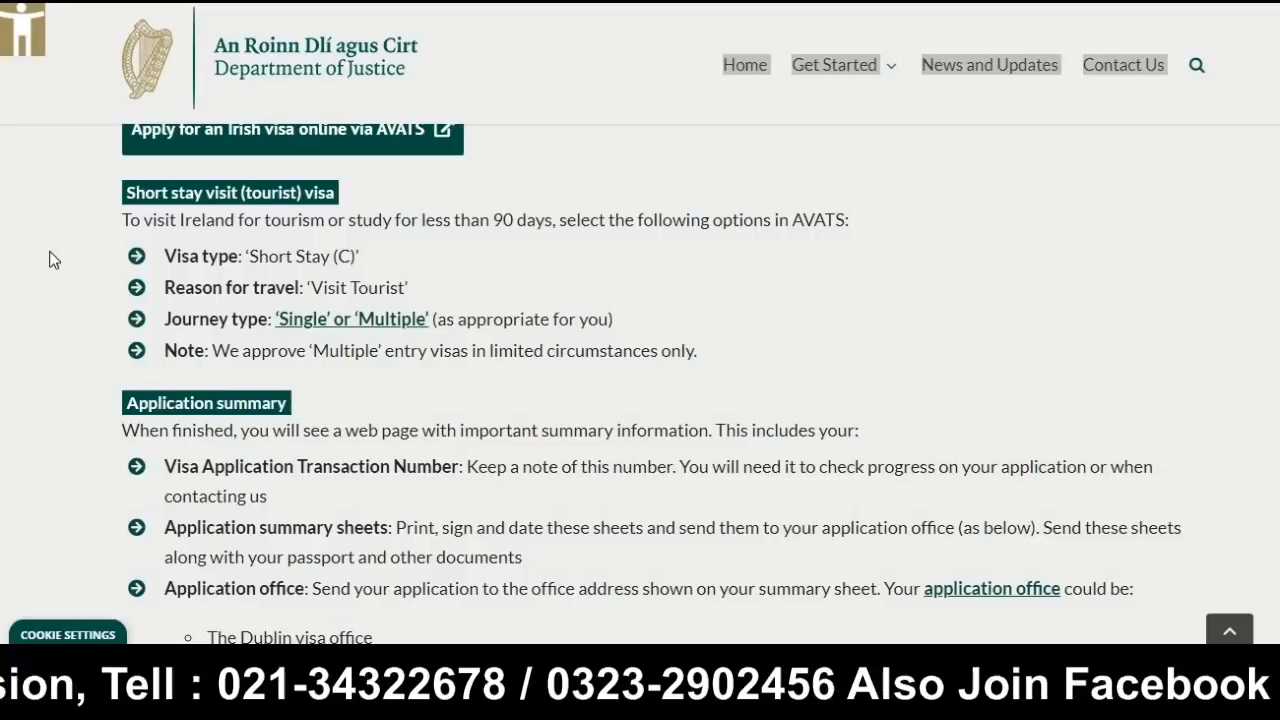 An Roinn Dlí agus Cirt
Department of Justice
Home
Get Started
News and Updates
Contact Us
Apply for an Irish visa online via AVATS
Short stay visit (tourist) visa
To visit Ireland for tourism or study for less than 90 days, select the following options in AVATS:
Visa type: ‘Short Stay (C)’
Reason for travel: ‘Visit Tourist’
Journey type: ‘Single’ or ‘Multiple’ (as appropriate for you)
Note: We approve ‘Multiple’ entry visas in limited circumstances only.
Application summary
When finished, you will see a web page with important summary information. This includes your:
Visa Application Transaction Number: Keep a note of this number. You will need it to check progress on your application or when
contacting us
Application summary sheets: Print, sign and date these sheets and send them to your application office (as below). Send these sheets
along with your passport and other documents
Application office: Send your application to the office address shown on your summary sheet. Your application office could be:
The Dublin visa office
COOKIE SETTINGS
sion, Tell : 021-34322678 / 0323-2902456 Also Join Facebook